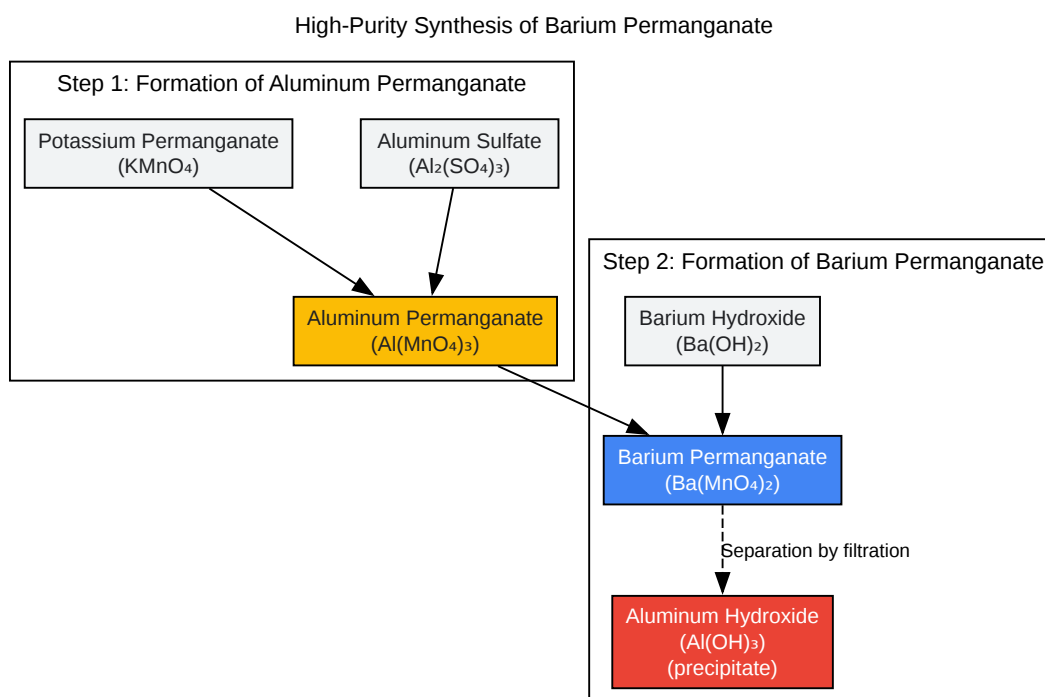 High-Purity Synthesis of Barium Permanganate
Step 1: Formation of Aluminum Permanganate
Potassium Permanganate
(KMnO₄)
Aluminum Sulfate
(Al₂(SO₄)₃)
Aluminum Permanganate
(Al(MnO₄)₃)
Step 2: Formation of Barium Permanganate
Barium Hydroxide
(Ba(OH)₂)
Barium Permanganate
(Ba(MnO₄)₂)
Separation by filtration
Aluminum Hydroxide
(Al(OH)₃)
(precipitate)